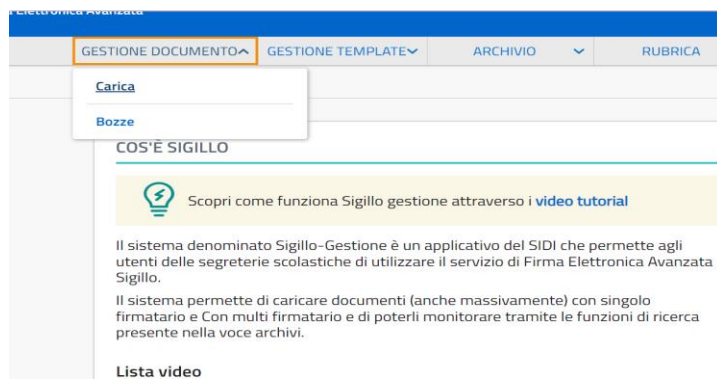 Elettronica Avanzata
GESTIONE DOCUMENTO GESTIONE TEMPLATE ARCHIVIO RUBRICA
Carica
Bozze
COS'È SIGILLO
Scopri come funziona Sigillo gestione attraverso i video tutorial
Il sistema denominato Sigillo-Gestione è un applicativo del SIDI che permette agli
utenti delle segreterie scolastiche di utilizzare il servizio di Firma Elettronica Avanzata
Sigillo.
Il sistema permette di caricare documenti (anche massivamente) con singolo
firmatario e Con multi firmatario e di poterli monitorare tramite le funzioni di ricerca
presente nella voce archivi.
Lista video